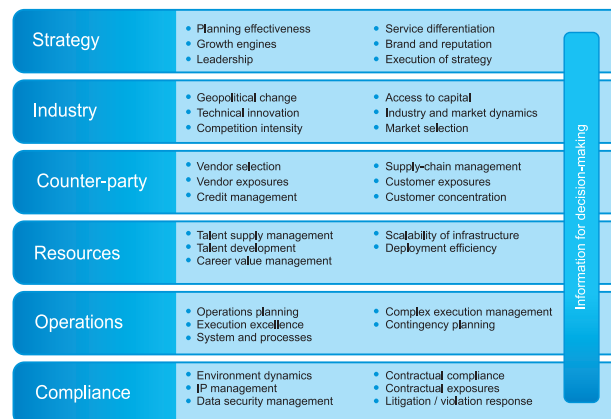 Strategy
• Planning effectiveness
• Growth engines
• Leadership
• Service differentiation
• Brand and reputation
• Execution of strategy
Industry
• Geopolitical change
• Technical innovation
• Competition intensity
• Access to capital
• Industry and market dynamics
• Market selection
Counter-party
• Vendor selection
• Vendor exposures
• Credit management
• Supply-chain management
• Customer exposures
• Customer concentration
Resources
• Talent supply management
• Talent development
• Career value management
• Scalability of infrastructure
• Deployment efficiency
Operations
• Operations planning
• Execution excellence
• System and processes
• Complex execution management
• Contingency planning
Compliance
• Environment dynamics
• IP management
• Data security management
• Contractual compliance
• Contractual exposures
• Litigation / violation response
Information for decision-making